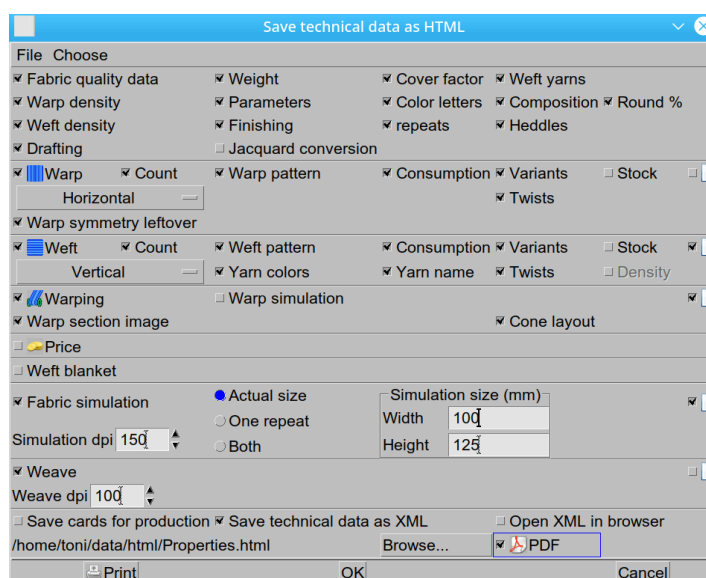 Save technical data as HTML
File Choose
Fabric quality data Weight Cover factor Weft yarns
Warp density Parameters Color letters Composition Round %
Weft density Finishing repeats Heddles
Drafting Jacquard conversion
Warp Count Warp pattern Consumption Variants Stock
Horizontal Twists
Warp symmetry leftover
Weft Count Weft pattern Consumption Variants Stock
Vertical Yarn colors Yarn name Twists Density
Warping Warp simulation
Warp section image Cone layout
Price
Weft blanket
Fabric simulation Actual size Simulation size (mm)
One repeat Width 100
Simulation dpi 150 Both Height 125
Weave
Weave dpi 100
Save cards for production Save technical data as XML Open XML in browser
/home/toni/data/html/Properties.html Browse... PDF
Print OK Cancel